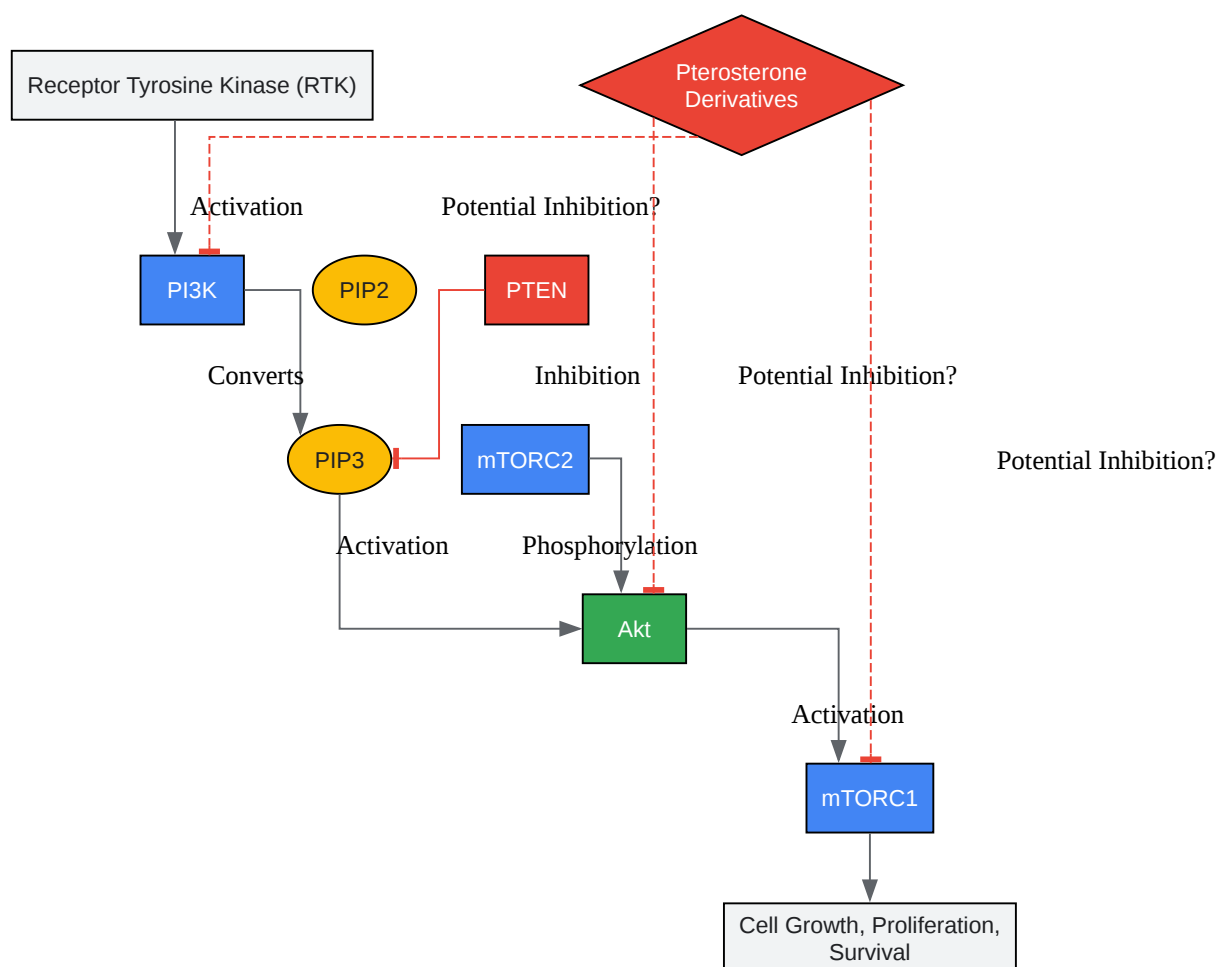 Receptor Tyrosine Kinase (RTK)
Pterosterone
Derivatives
Activation
Potential Inhibition?
PI3K
PIP2
PTEN
Converts
Inhibition
Potential Inhibition?
PIP3
mTORC2
Potential Inhibition?
Activation
Phosphorylation
Akt
Activation
mTORC1
Cell Growth, Proliferation,
Survival